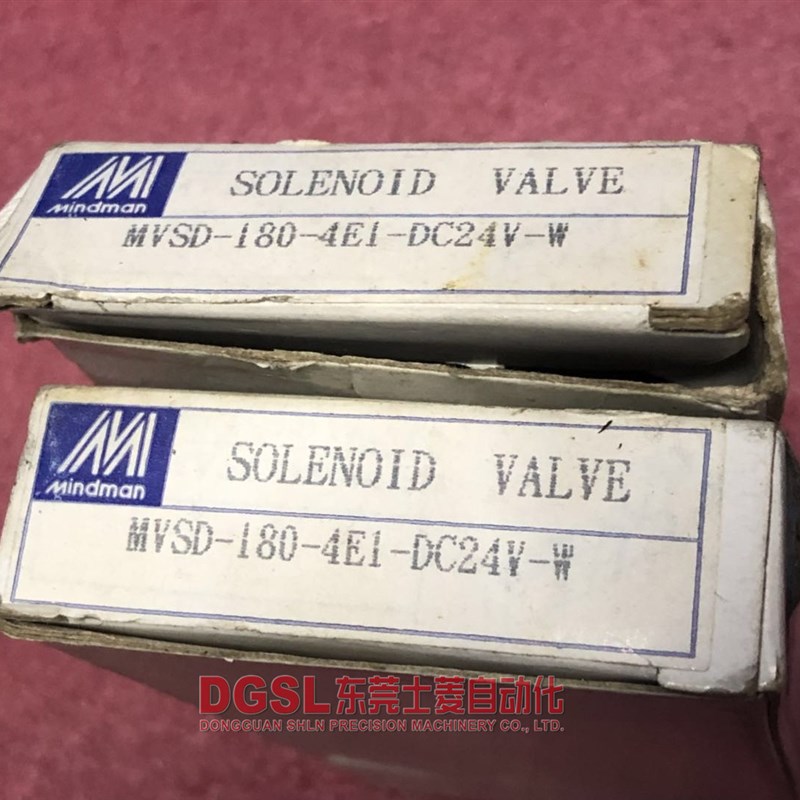 Mindman
SOLENOID VALVE
MVSD-180-4E1-DC24V-W
Mindman
SOLENOID VALVE
MVSD-180-4E1-DC24V-W
DGSL东莞士菱自动化
DONGGUAN SHLN PRECISION MACHINERY CO., LTD.